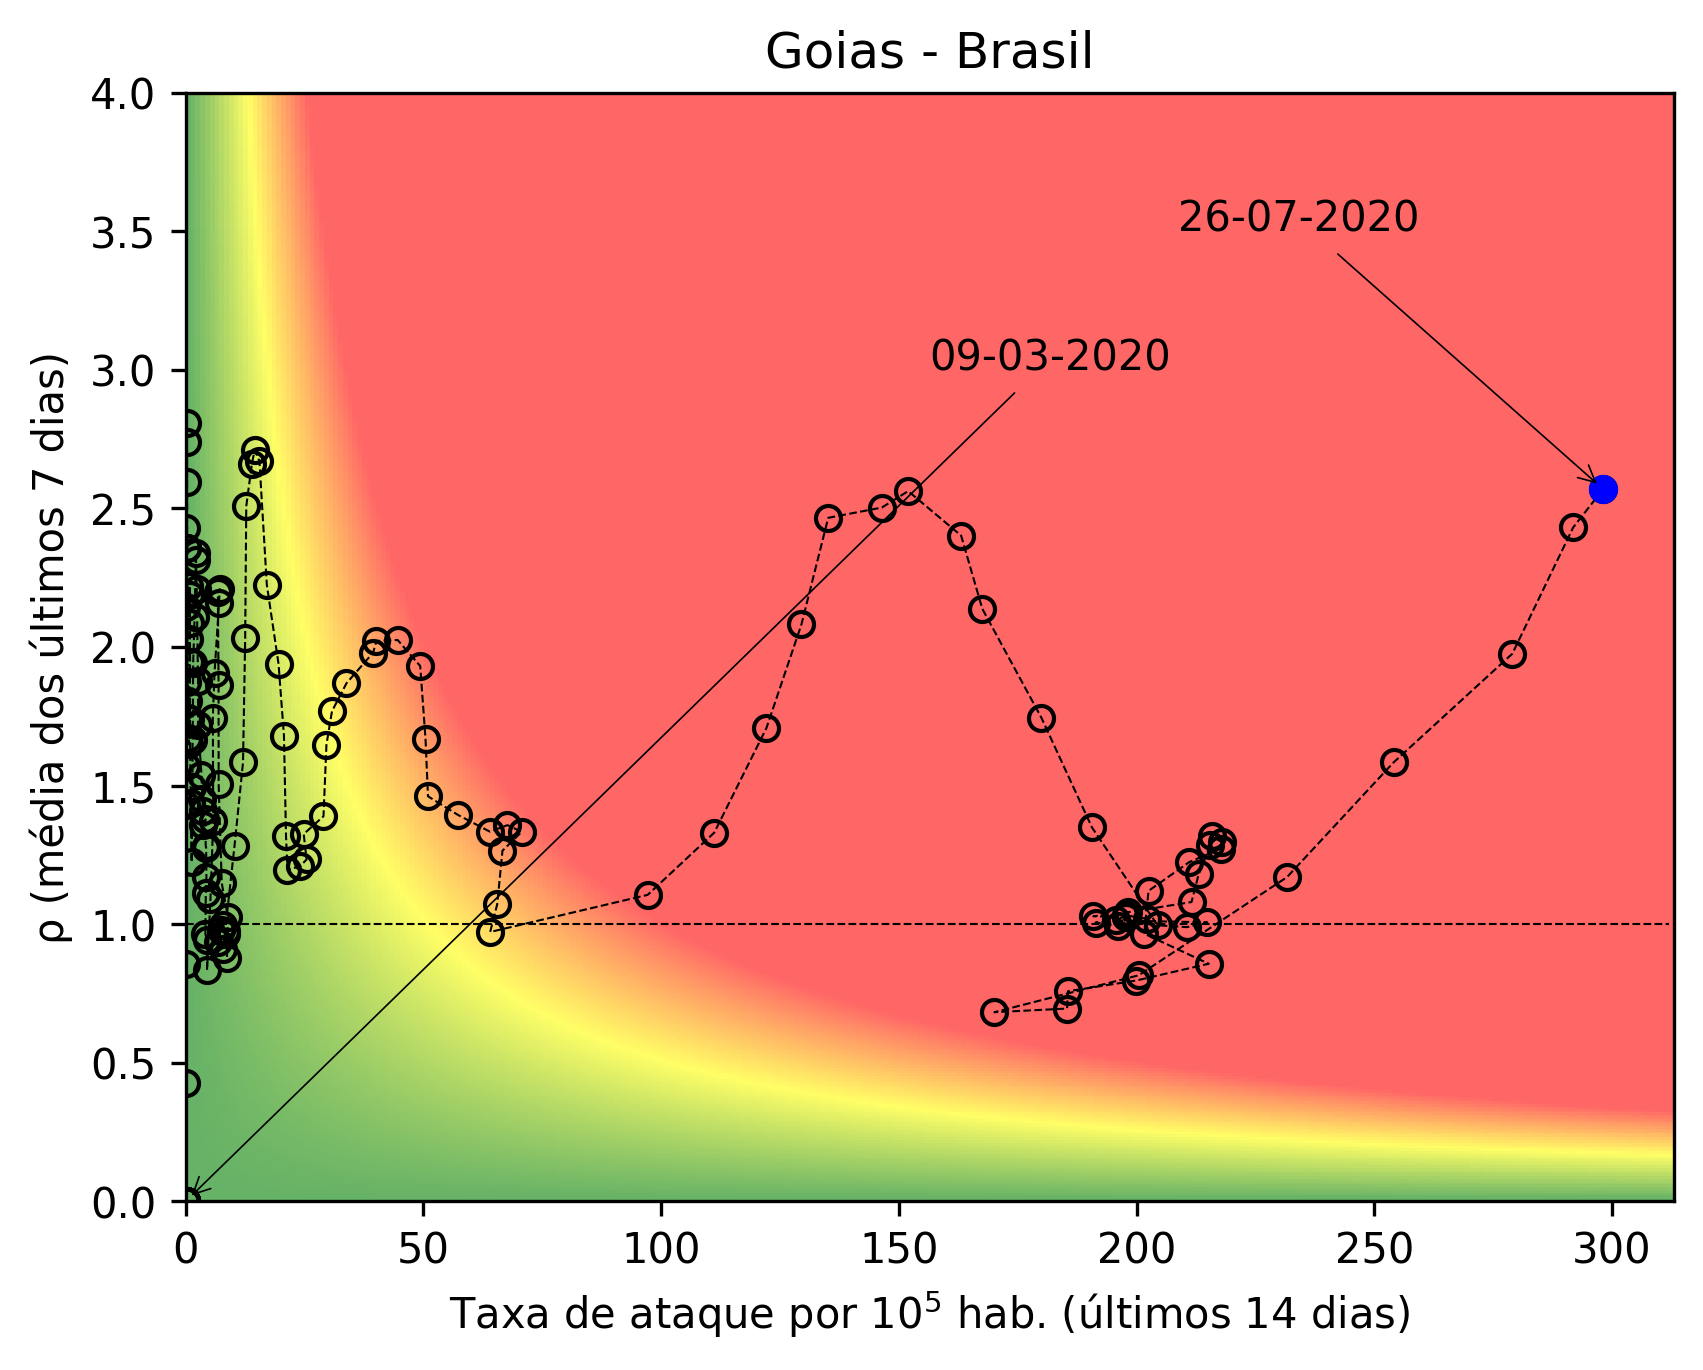 Goias - Brasil
4.0
3.5
3.0
2.5
2.0
1.5
1.0
0.5
0.0
ρ (média dos últimos 7 dias)
26-07-2020
09-03-2020
0 50 100 150 200 250 300
Taxa de ataque por 10⁵ hab. (últimos 14 dias)